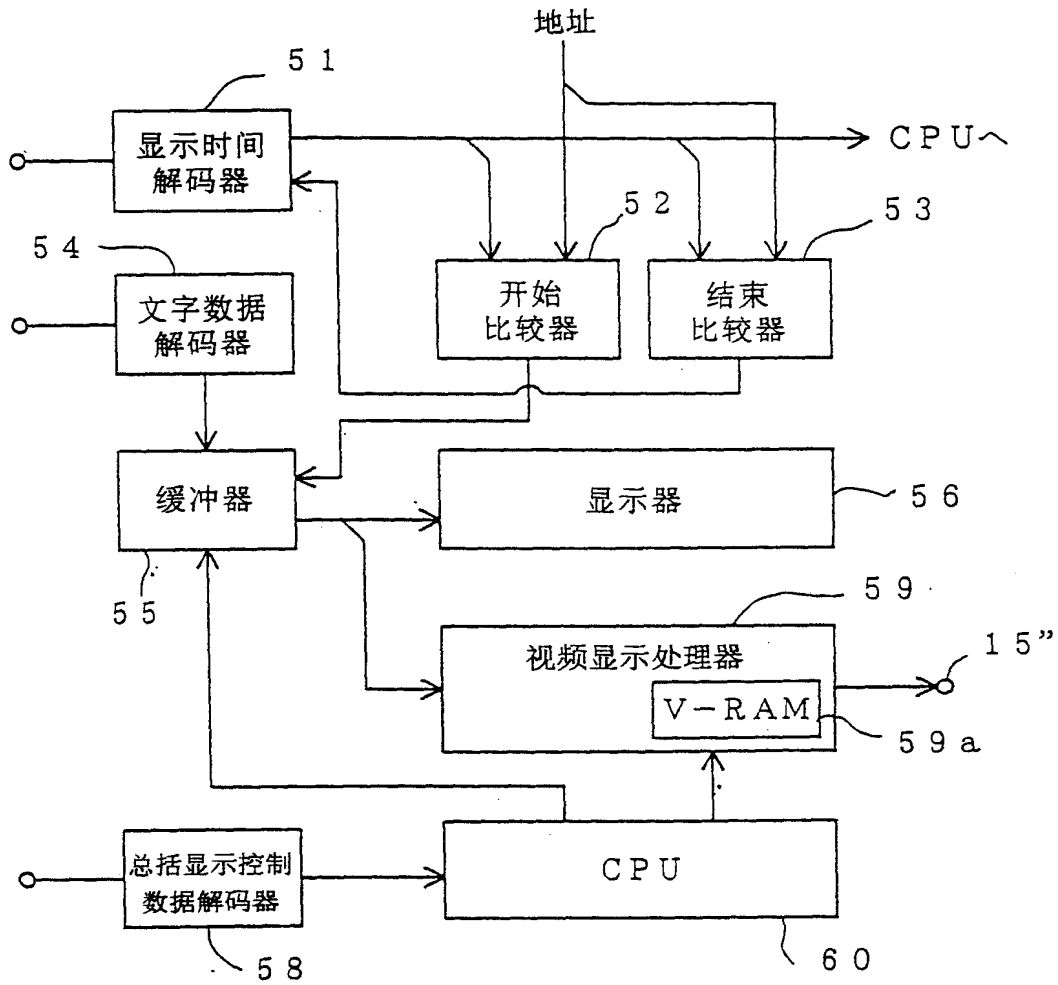 地址
51
显示时间
解码器
CPUへ
52
53
54
文字数据
解码器
开始
比较器
结束
比较器
缓冲器
显示器
56
55
59
视频显示处理器
15”
V-RAM
59a
总括显示控制
数据解码器
CPU
58
60